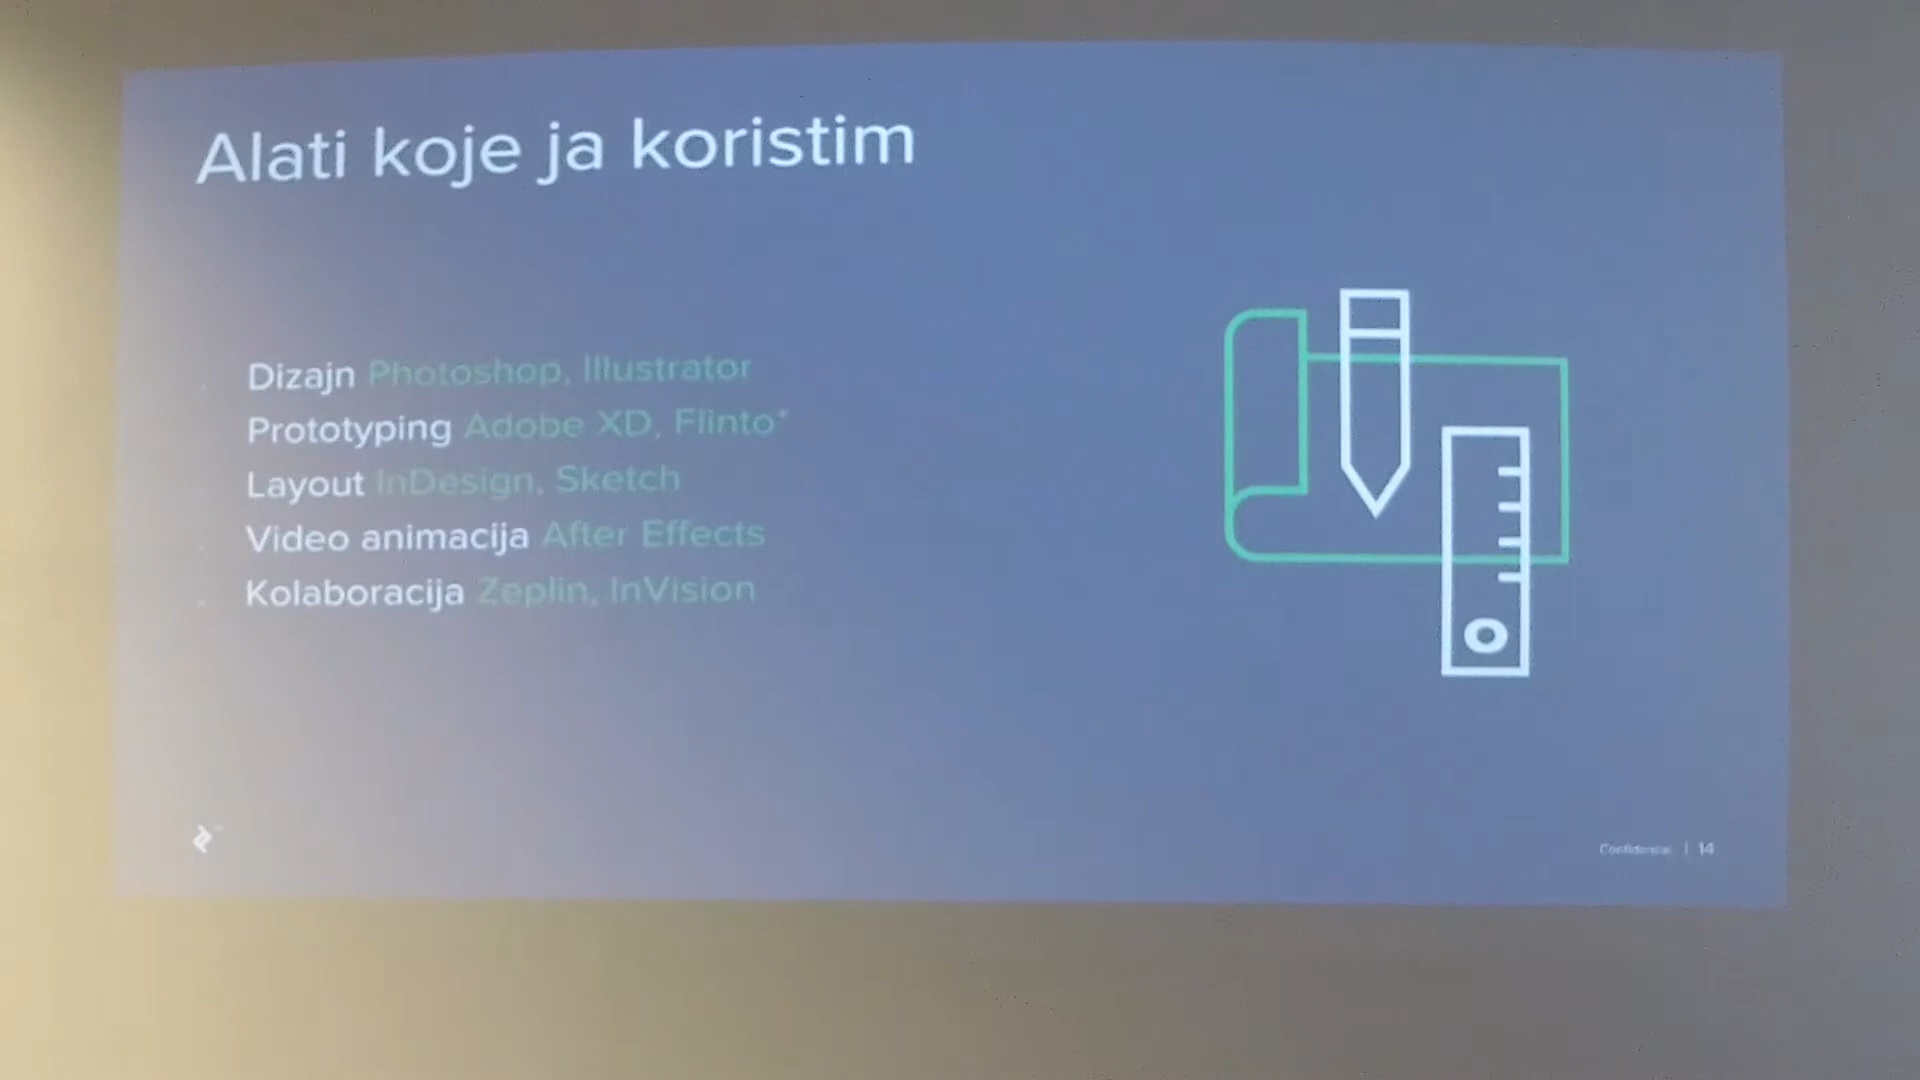 Alati koje ja koristim
Dizajn Photoshop, Illustrator
Prototyping Adobe XD, Flinto*
Layout InDesign, Sketch
Video animacija After Effects
Kolaboracija Zeplin, InVision
Confidencial | 14